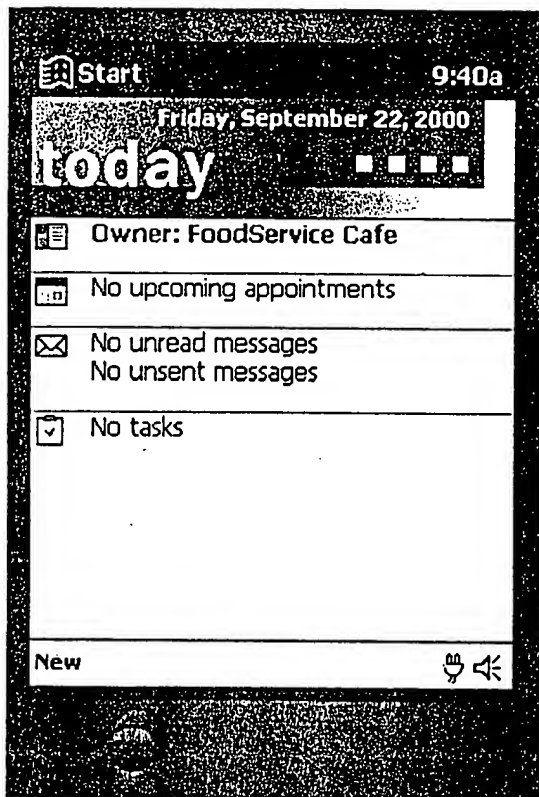 Start 9:40a
Friday, September 22, 2000
today
Owner: FoodService Cafe
No upcoming appointments
No unread messages
No unsent messages
No tasks
New